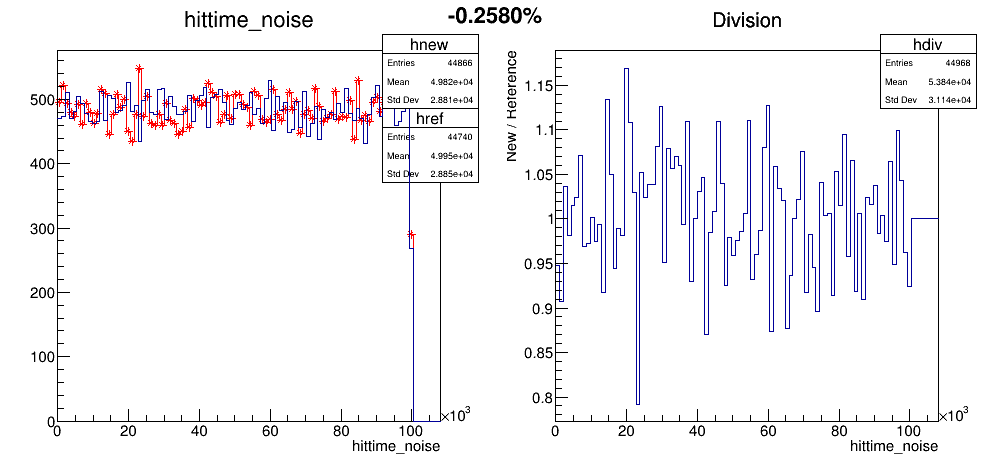 hittime_noise
-0.2580%
Division
hnew
Entries 44866
Mean 4.982e+04
Std Dev 2.881e+04
href
Entries 44740
Mean 4.995e+04
Std Dev 2.885e+04
500
400
300
200
100
0
0 20 40 60 80 100
×10³
hittime_noise
hdiv
Entries 44968
Mean 5.384e+04
Std Dev 3.114e+04
New / Reference
1.15
1.1
1.05
1
0.95
0.9
0.85
0.8
0 20 40 60 80 100
×10³
hittime_noise